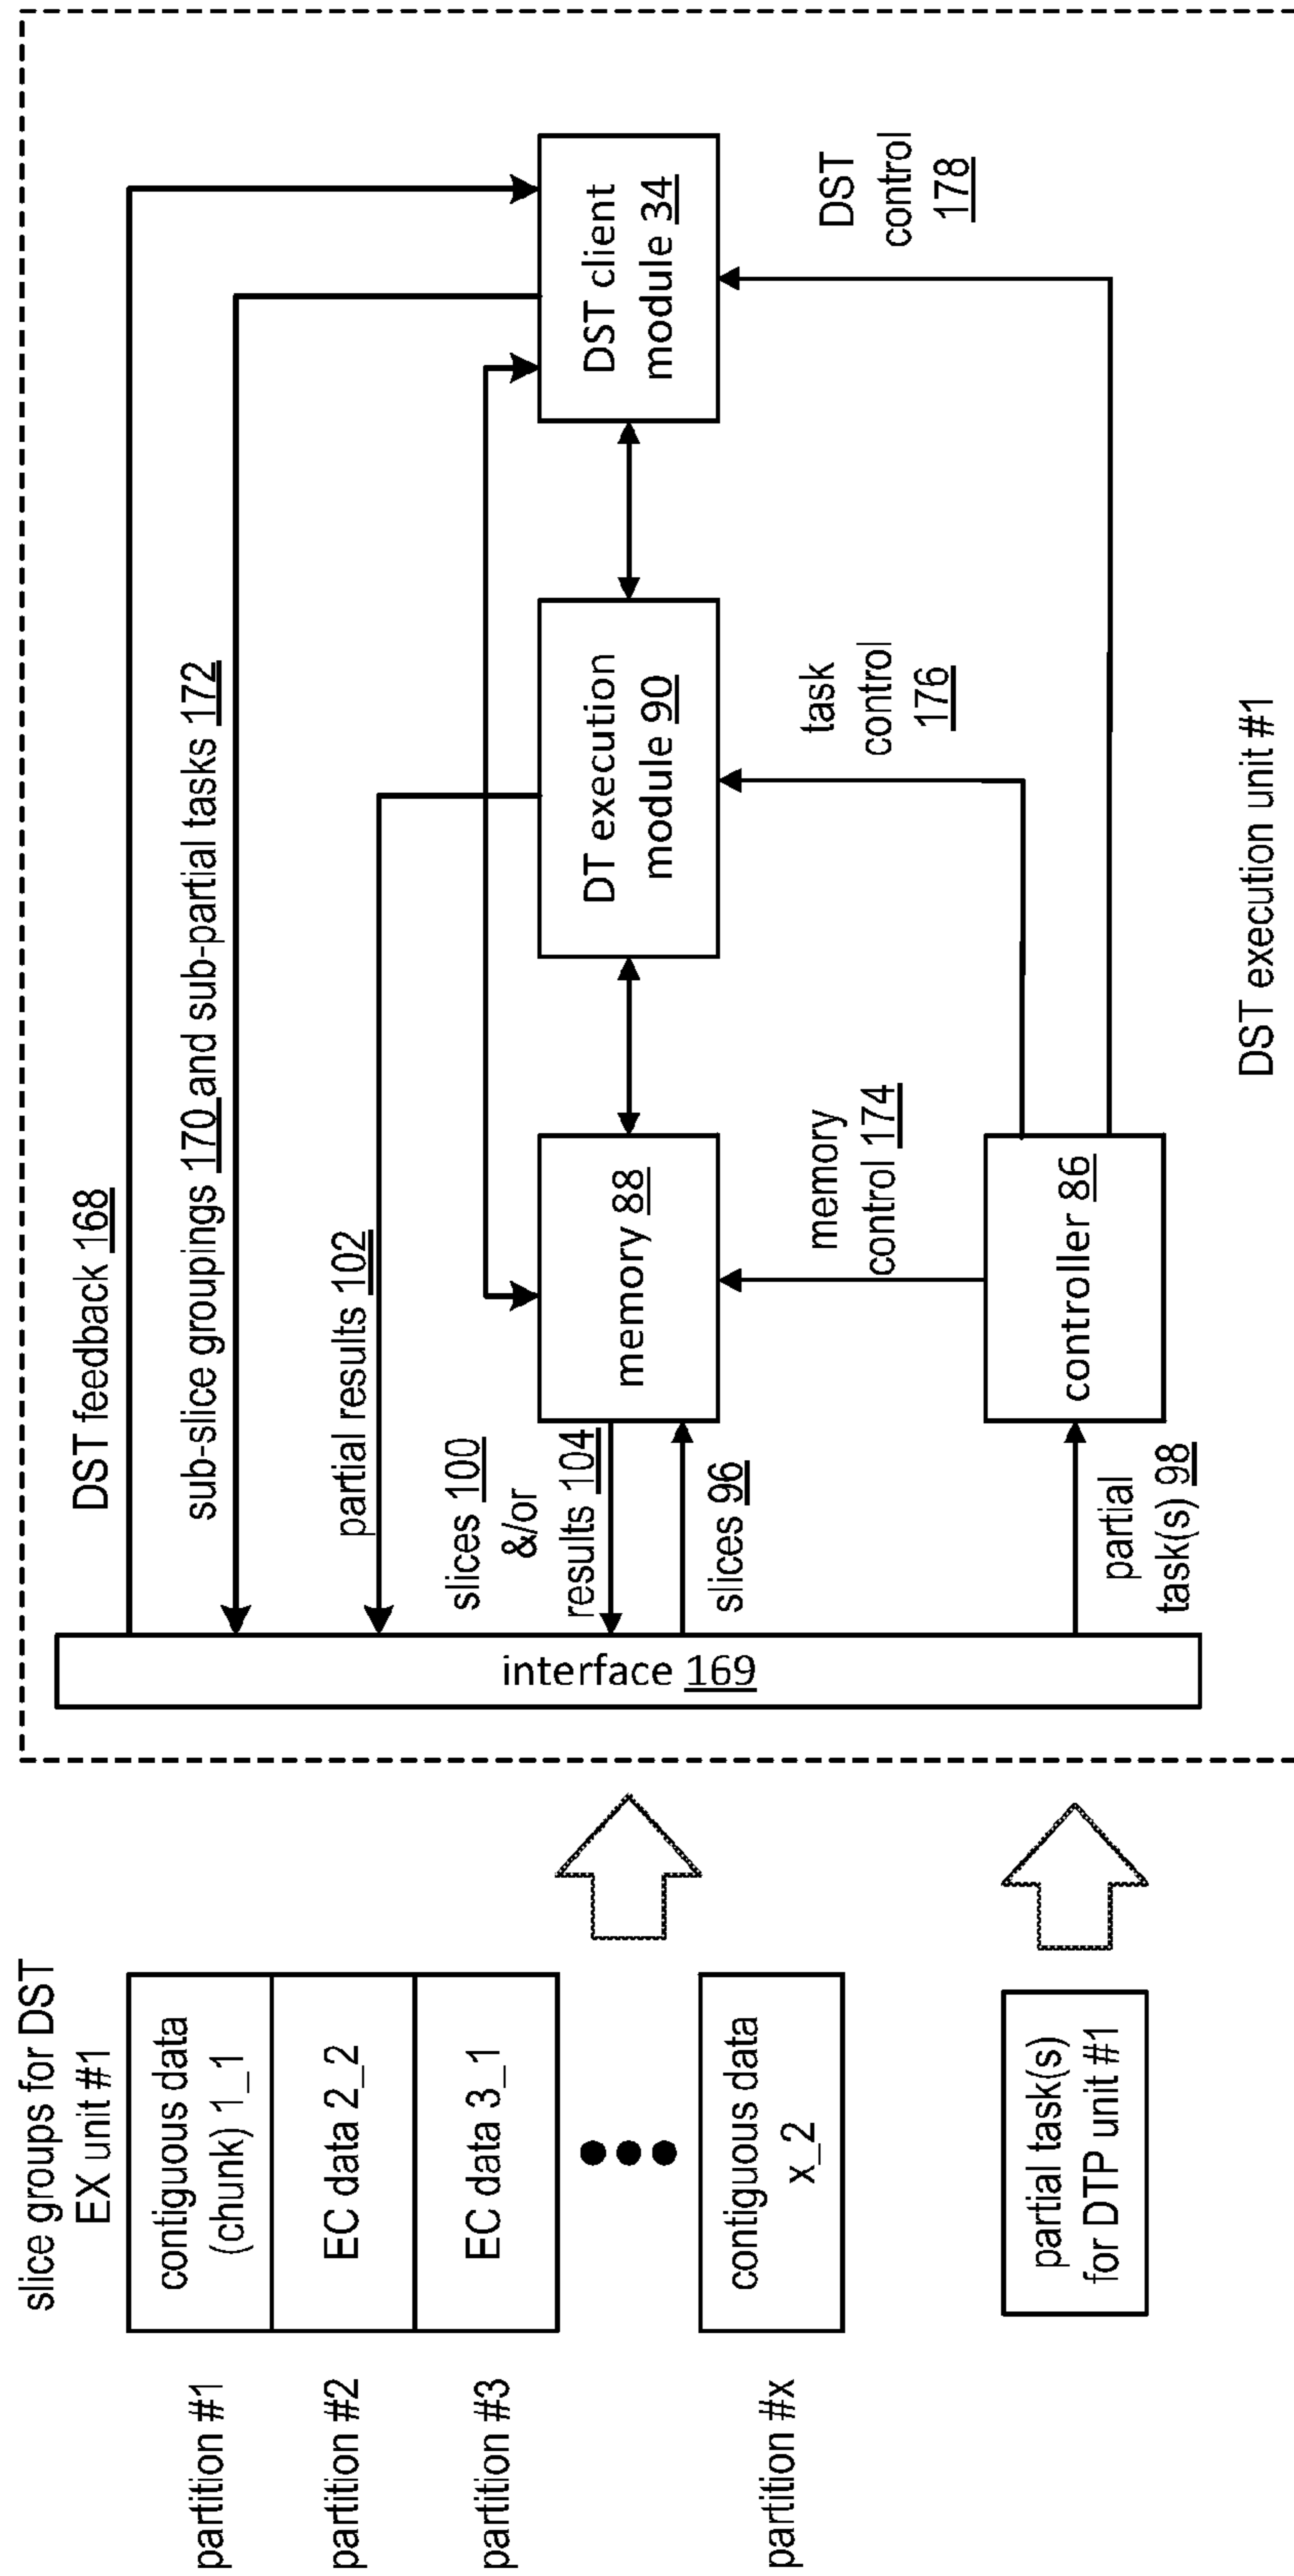 slice groups for DST
EX unit #1
partition #1
contiguous data
(chunk) 1_1
partition #2
EC data 2_2
partition #3
EC data 3_1
partition #x
contiguous data
x_2
partial task(s)
for DTP unit #1
interface 169
DST feedback 168
sub-slice groupings 170 and sub-partial tasks 172
partial results 102
slices 100
&/or
results 104
slices 96
partial
task(s) 98
memory 88
DT execution
module 90
DST client
module 34
memory
control 174
task
control
176
DST
control
178
controller 86
DST execution unit #1